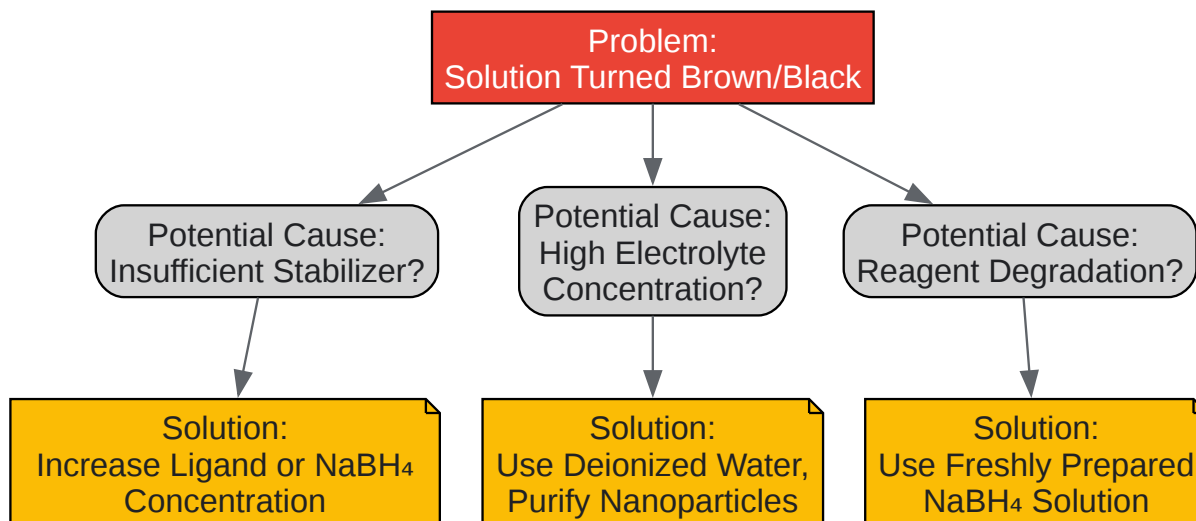 Problem:
Solution Turned Brown/Black
Potential Cause:
Insufficient Stabilizer?
Potential Cause:
High Electrolyte
Concentration?
Potential Cause:
Reagent Degradation?
Solution:
Increase Ligand or NaBH₄
Concentration
Solution:
Use Deionized Water,
Purify Nanoparticles
Solution:
Use Freshly Prepared
NaBH₄ Solution